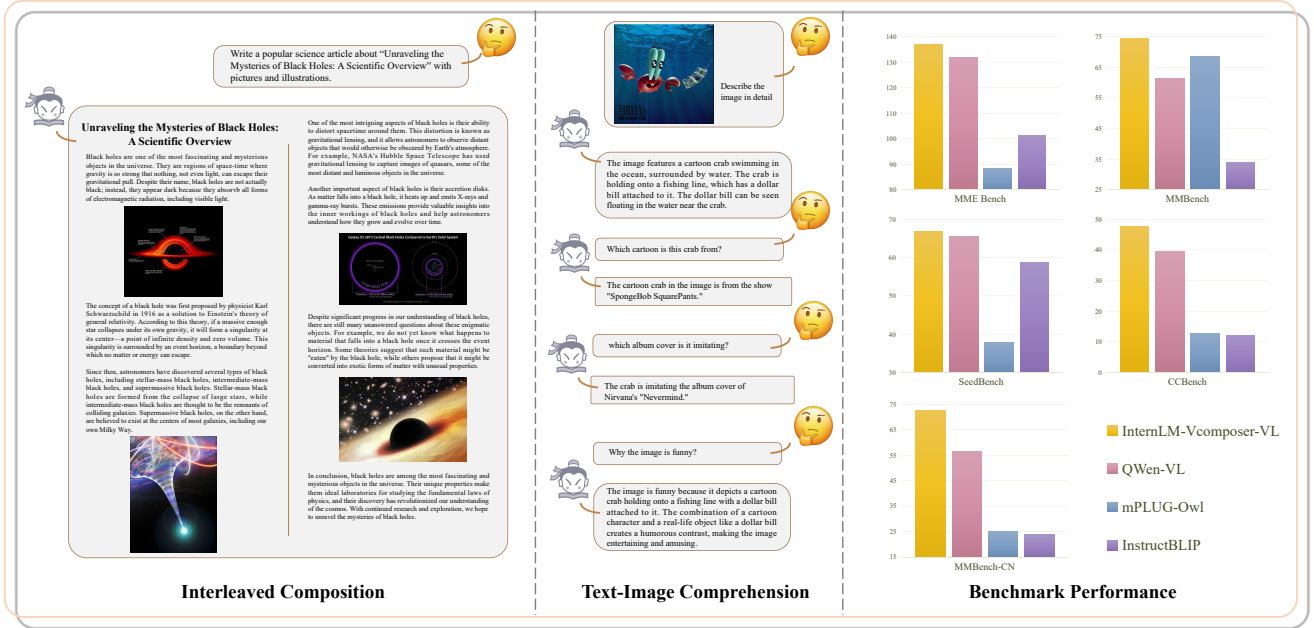 Write a popular science article about “Unraveling the
Mysteries of Black Holes: A Scientific Overview” with
pictures and illustrations.
Unraveling the Mysteries of Black Holes:
A Scientific Overview
Black holes are one of the most fascinating and mysterious
objects in the universe. They are regions of space-time where
gravity is so strong that nothing, not even light, can escape their
gravitational pull. Despite their name, black holes are not actually
black; instead, they appear dark because they absorb all forms
of electromagnetic radiation, including visible light.
The concept of a black hole was first proposed by physicist Karl
Schwarzschild in 1916 as a solution to Einstein's theory of
general relativity. According to this theory, if a massive enough
star collapses under its own gravity, it will form a singularity at
its center—a point of infinite density and zero volume. This
singularity is surrounded by an event horizon, a boundary beyond
which no matter or energy can escape.
Since then, astronomers have discovered several types of black
holes, including stellar-mass black holes, intermediate-mass
black holes, and supermassive black holes. Stellar-mass black
holes are formed from the collapse of large stars, while
intermediate-mass black holes are thought to be the remnants of
colliding galaxies. Supermassive black holes, on the other hand,
are believed to exist at the centers of most galaxies, including our
own Milky Way.
One of the most intriguing aspects of black holes is their ability
to distort spacetime around them. This distortion is known as
gravitational lensing, and it allows astronomers to observe distant
objects that would otherwise be obscured by Earth's atmosphere.
For example, NASA's Hubble Space Telescope has used
gravitational lensing to capture images of quasars, some of the
most distant and luminous objects in the universe.
Another important aspect of black holes is their accretion disks.
As matter falls into a black hole, it heats up and emits X-rays and
gamma-ray bursts. These emissions provide valuable insights into
the inner workings of black holes and help astronomers
understand how they grow and evolve over time.
Galaxy OJ 287's Central Black Holes Compared to Earth's Solar System
Despite significant progress in our understanding of black holes,
there are still many unanswered questions about these enigmatic
objects. For example, we do not yet know what happens to
material that falls into a black hole once it crosses the event
horizon. Some theories suggest that such material might be
"eaten" by the black hole, while others propose that it might be
converted into exotic forms of matter with unusual properties.
In conclusion, black holes are among the most fascinating and
mysterious objects in the universe. Their unique properties make
them ideal laboratories for studying the fundamental laws of
physics, and their discovery has revolutionized our understanding
of the cosmos. With continued research and exploration, we hope
to unravel the mysteries of black holes.
Interleaved Composition
NIRVANA
Describe the
image in detail
The image features a cartoon crab swimming in
the ocean, surrounded by water. The crab is
holding onto a fishing line, which has a dollar
bill attached to it. The dollar bill can be seen
floating in the water near the crab.
Which cartoon is this crab from?
The cartoon crab in the image is from the show
"SpongeBob SquarePants."
which album cover is it imitating?
The crab is imitating the album cover of
Nirvana's "Nevermind."
Why the image is funny?
The image is funny because it depicts a cartoon
crab holding onto a fishing line with a dollar bill
attached to it. The combination of a cartoon
character and a real-life object like a dollar bill
creates a humorous contrast, making the image
entertaining and amusing.
Text-Image Comprehension
140
130
120
110
100
90
80
MME Bench
75
65
55
45
35
25
MMBench
70
60
50
40
30
SeedBench
50
40
30
20
10
0
CCBench
75
65
55
45
35
25
15
MMBench-CN
InternLM-Vcomposer-VL
QWen-VL
mPLUG-Owl
InstructBLIP
Benchmark Performance